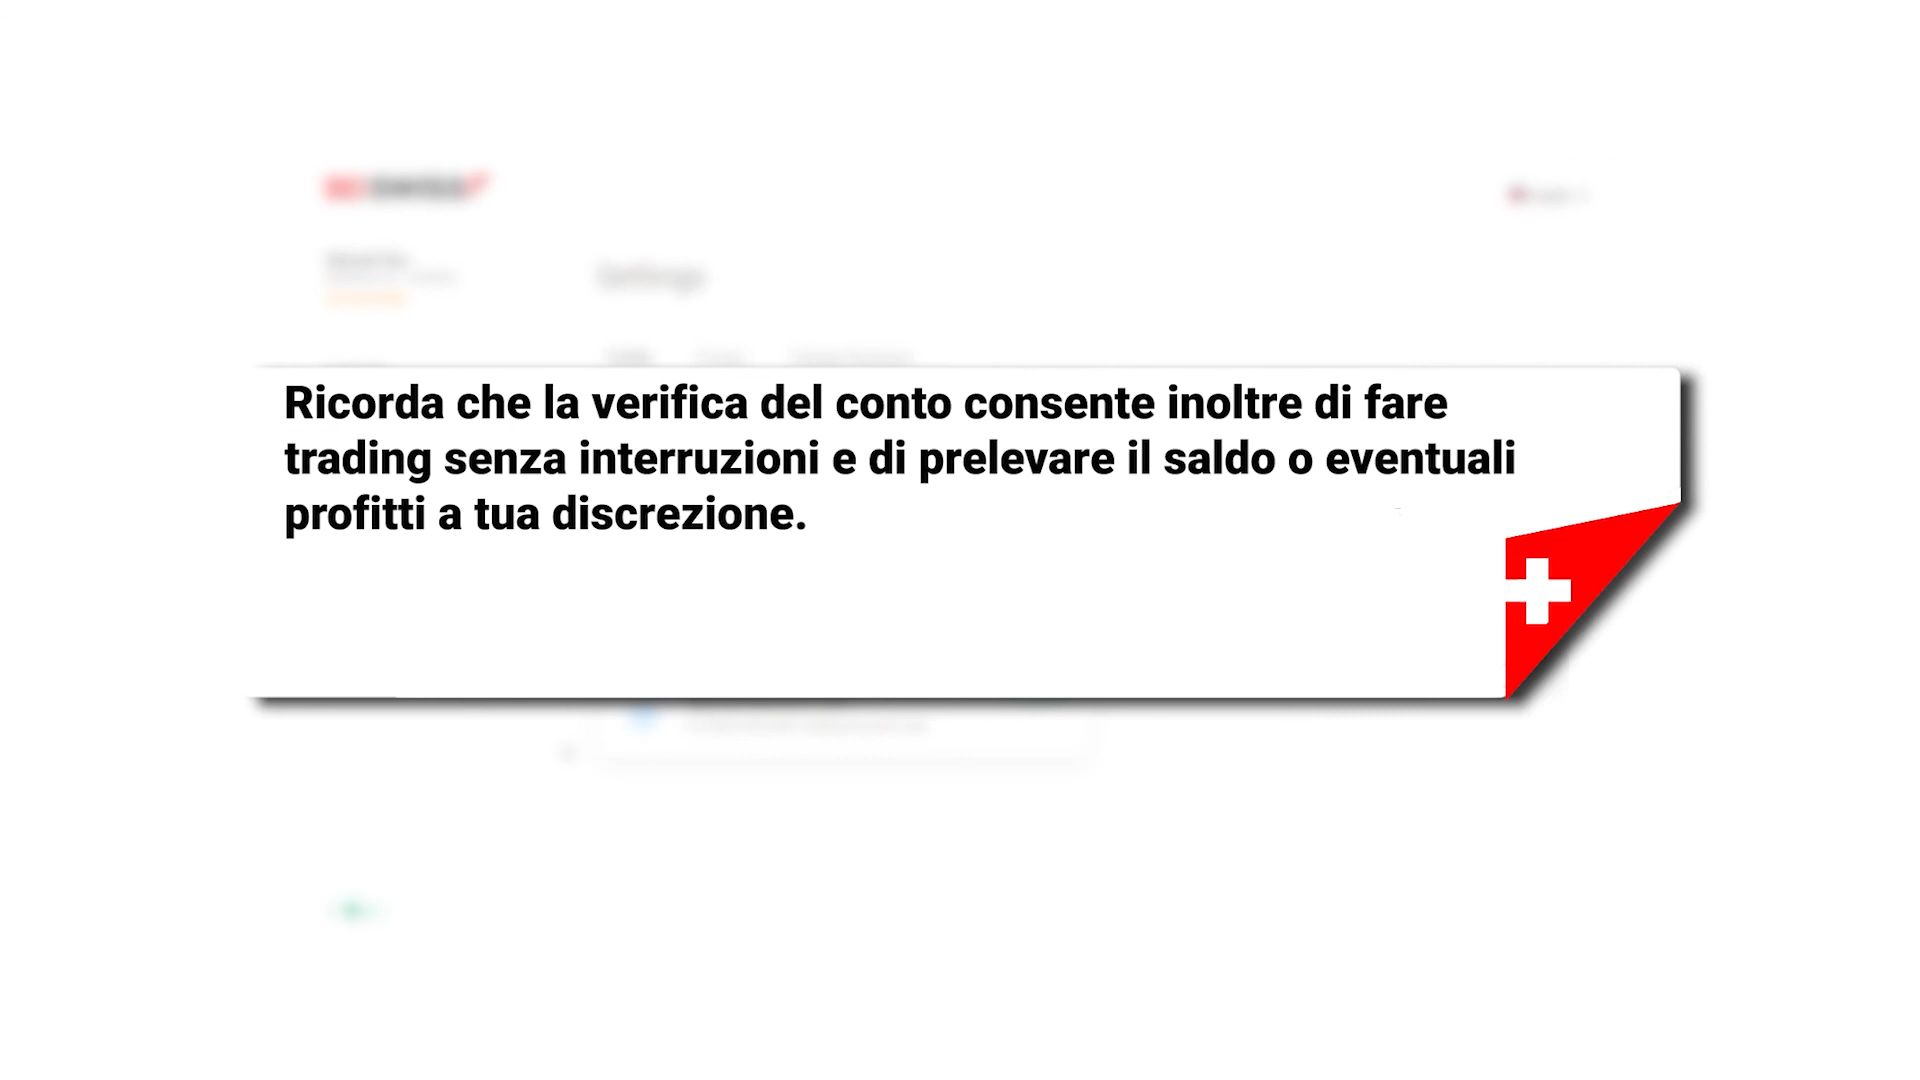 Settings
Ricorda che la verifica del conto consente inoltre di fare
trading senza interruzioni e di prelevare il saldo o eventuali
profitti a tua discrezione.